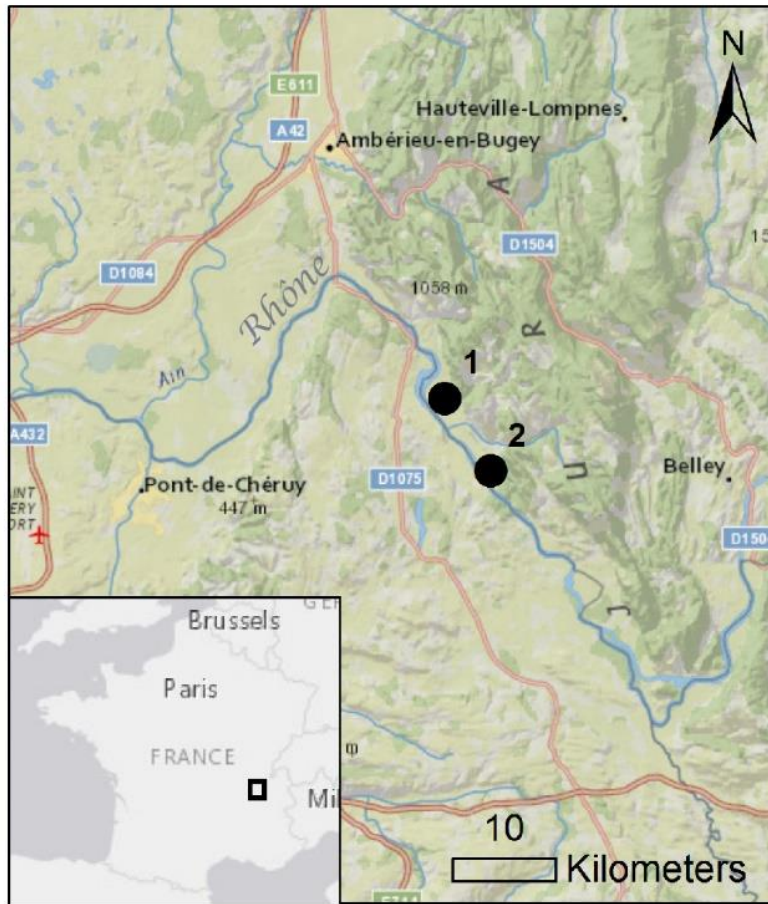 N
E611
Hauteville-Lompnes
A42
Ambérieu-en-Bugey
A
D1504
D1084
Rhône
1058 m
R
1
Ain
2
A432
U
Belley
Pont-de-Chéruy
D1075
447 m
J
Brussels
Paris
FRANCE
10
Kilometers